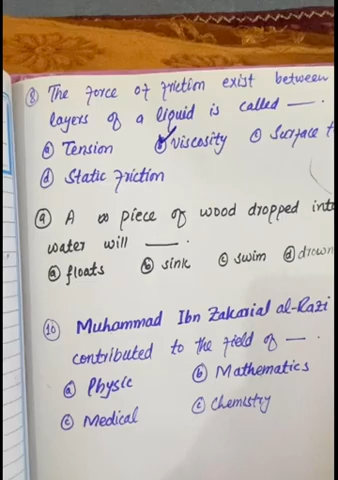 ⑧ The force of friction exist between
layers of a liquid is called —.
ⓐ Tension ⓑ Viscosity ⓒ Surface
ⓓ Static friction
⑨ A piece of wood dropped into
water will —.
ⓐ floats ⓑ sink ⓒ swim ⓓ drown
⑩ Muhammad Ibn Zakarial al-Razi
contributed to the field of —.
ⓐ Physic ⓑ Mathematics
ⓒ Medical ⓒ Chemistry